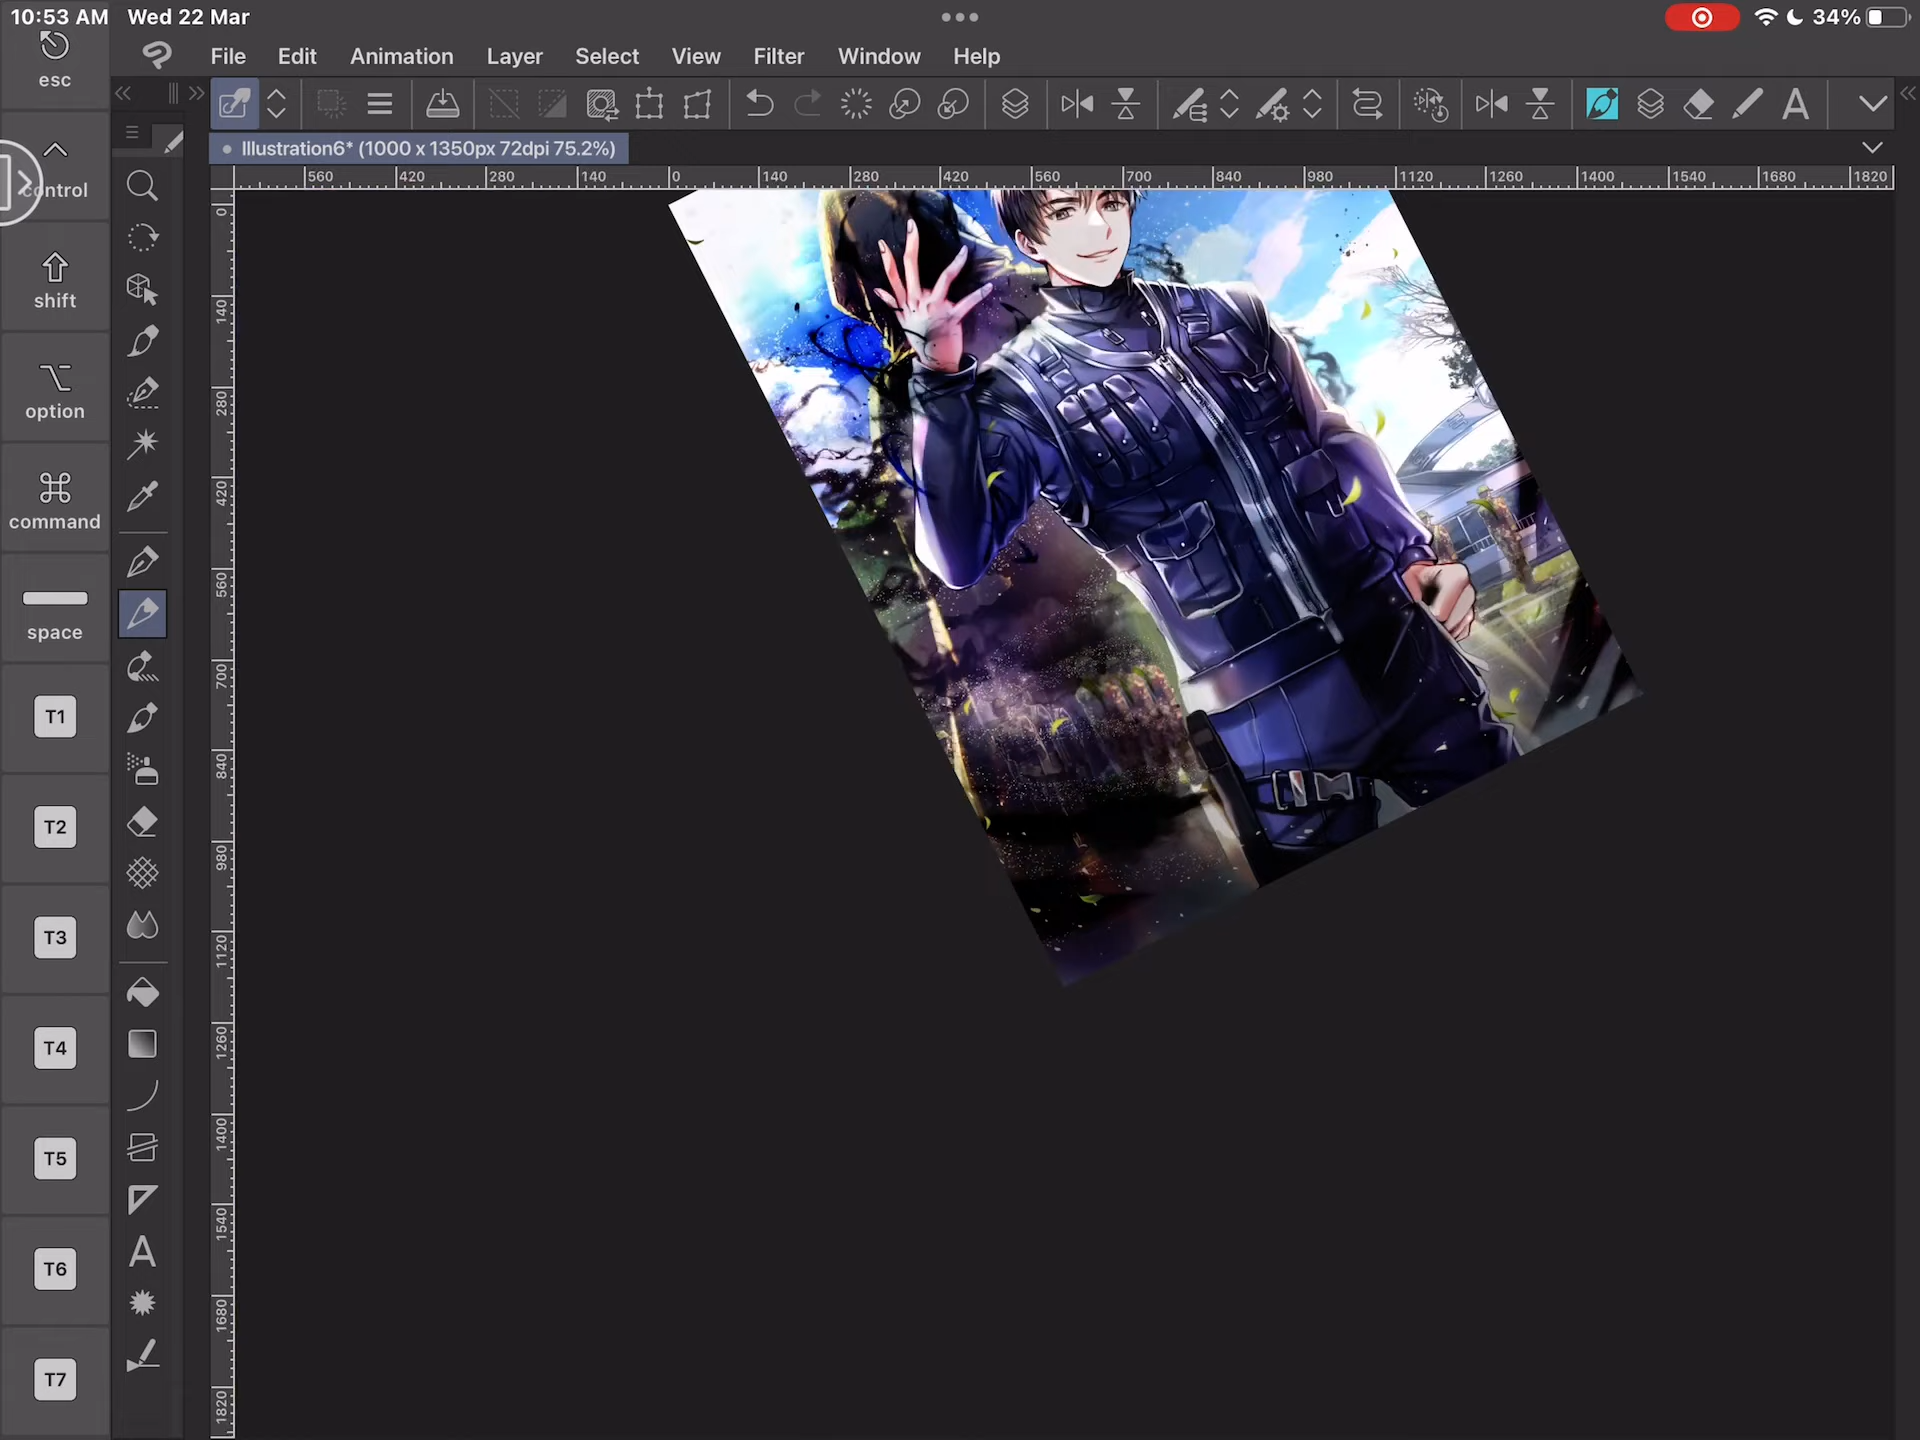 10:53 AM Wed 22 Mar 34%
esc
File Edit Animation Layer Select View Filter Window Help
Illustration6* (1000 x 1350px 72dpi 75.2%)
560 420 280 140 0 140 280 420 560 700 840 980 1120 1260 1400 1540 1680 1820
0
140
280
420
560
700
840
980
1120
1260
1400
1540
1680
1820
control
shift
option
command
space
T1
T2
T3
T4
T5
T6
T7
A
A